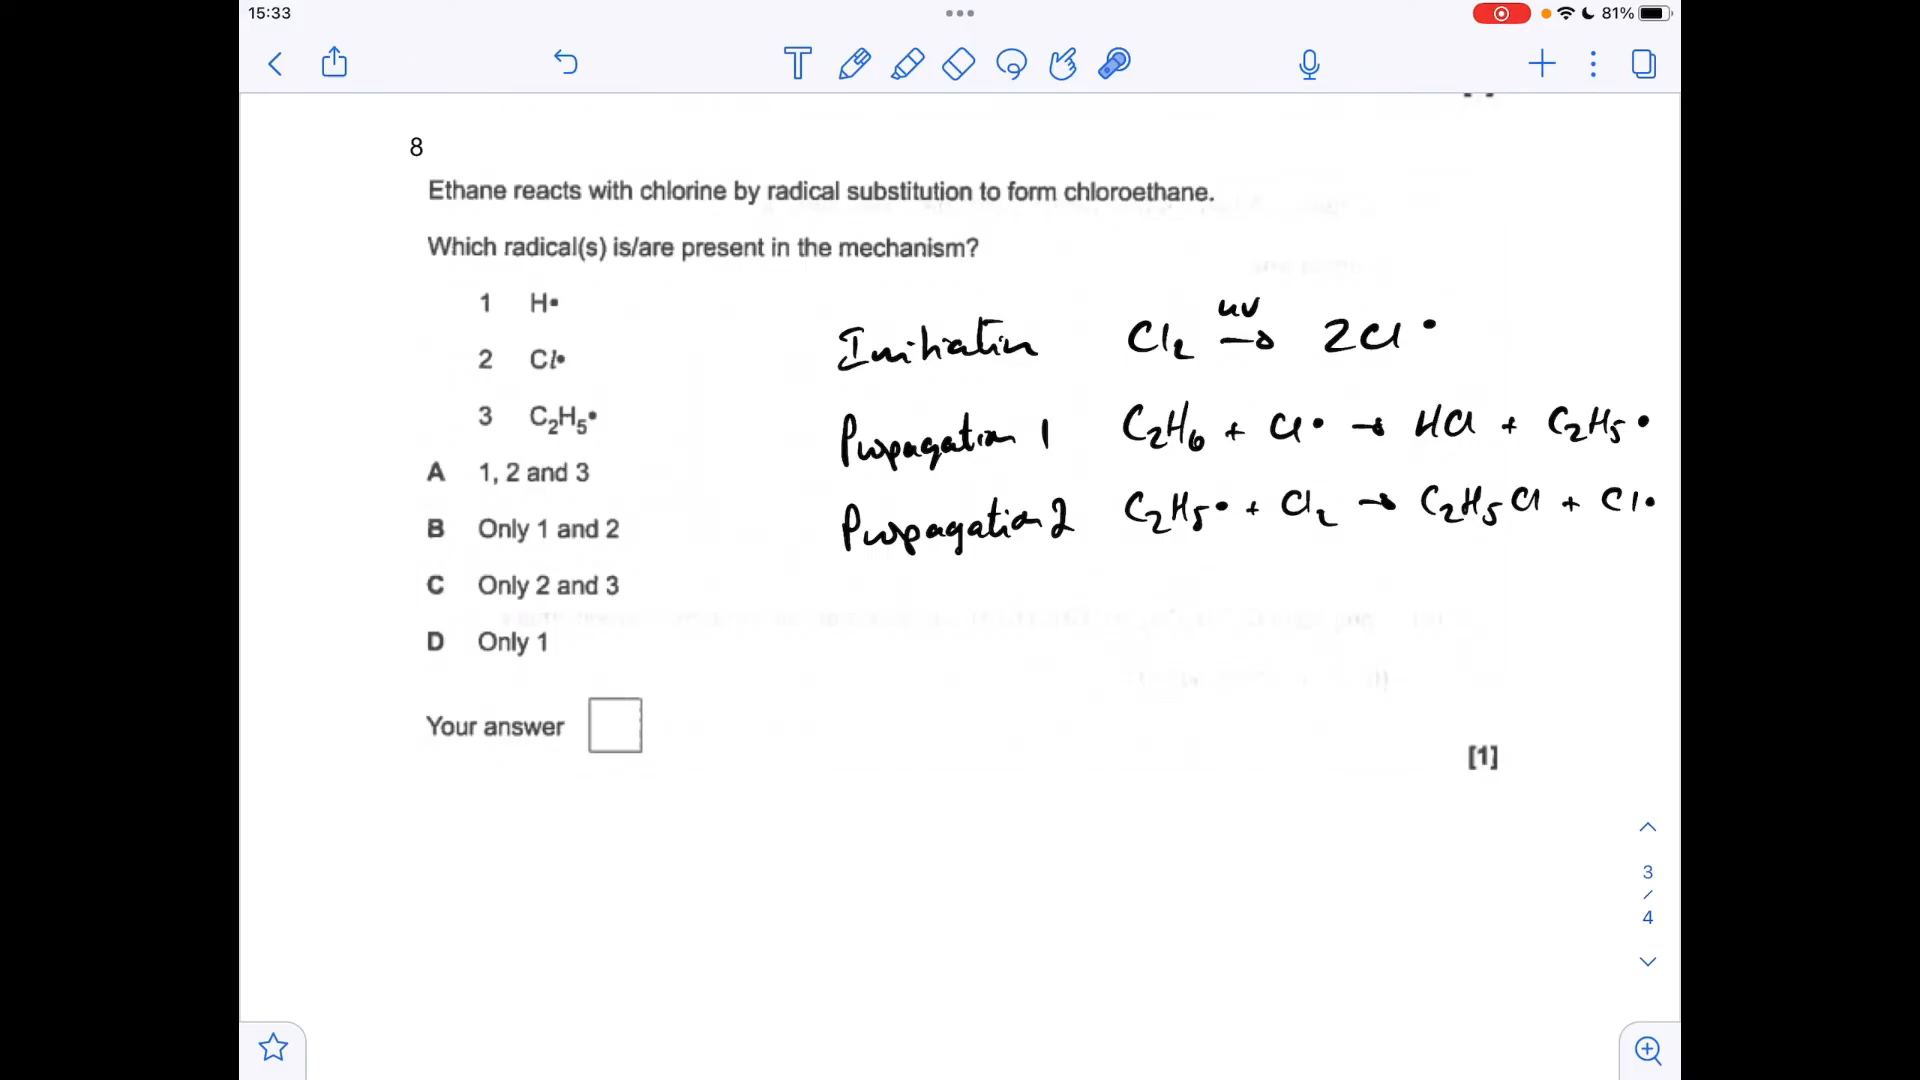 15:33
81%
8
Ethane reacts with chlorine by radical substitution to form chloroethane.
Which radical(s) is/are present in the mechanism?
1 H•
2 Cl•
3 C₂H₅•
A 1, 2 and 3
B Only 1 and 2
C Only 2 and 3
D Only 1
Your answer
[1]
Initiation Cl₂ uv → 2Cl•
Propagation 1 C₂H₆ + Cl• → HCl + C₂H₅•
Propagation 2 C₂H₅• + Cl₂ → C₂H₅Cl + Cl•
3
/
4